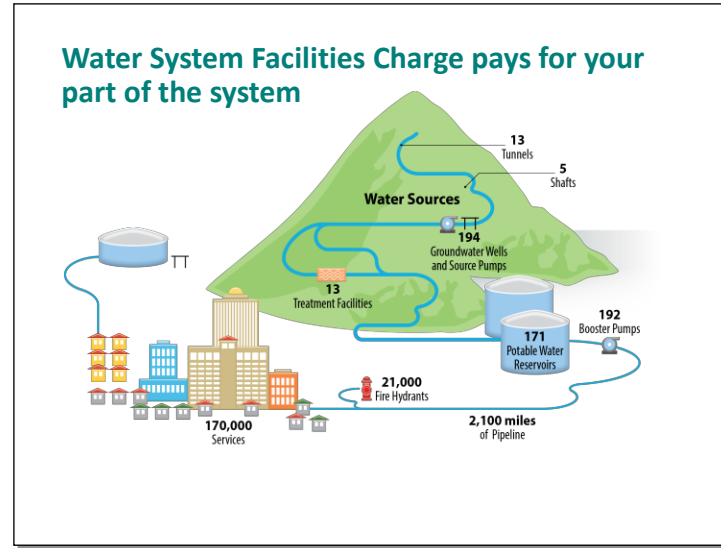 Water System Facilities Charge pays for your
part of the system
13
Tunnels
5
Shafts
Water Sources
194
Groundwater Wells
and Source Pumps
13
Treatment Facilities
192
Booster Pumps
171
Potable Water
Reservoirs
21,000
Fire Hydrants
2,100 miles
of Pipeline
170,000
Services